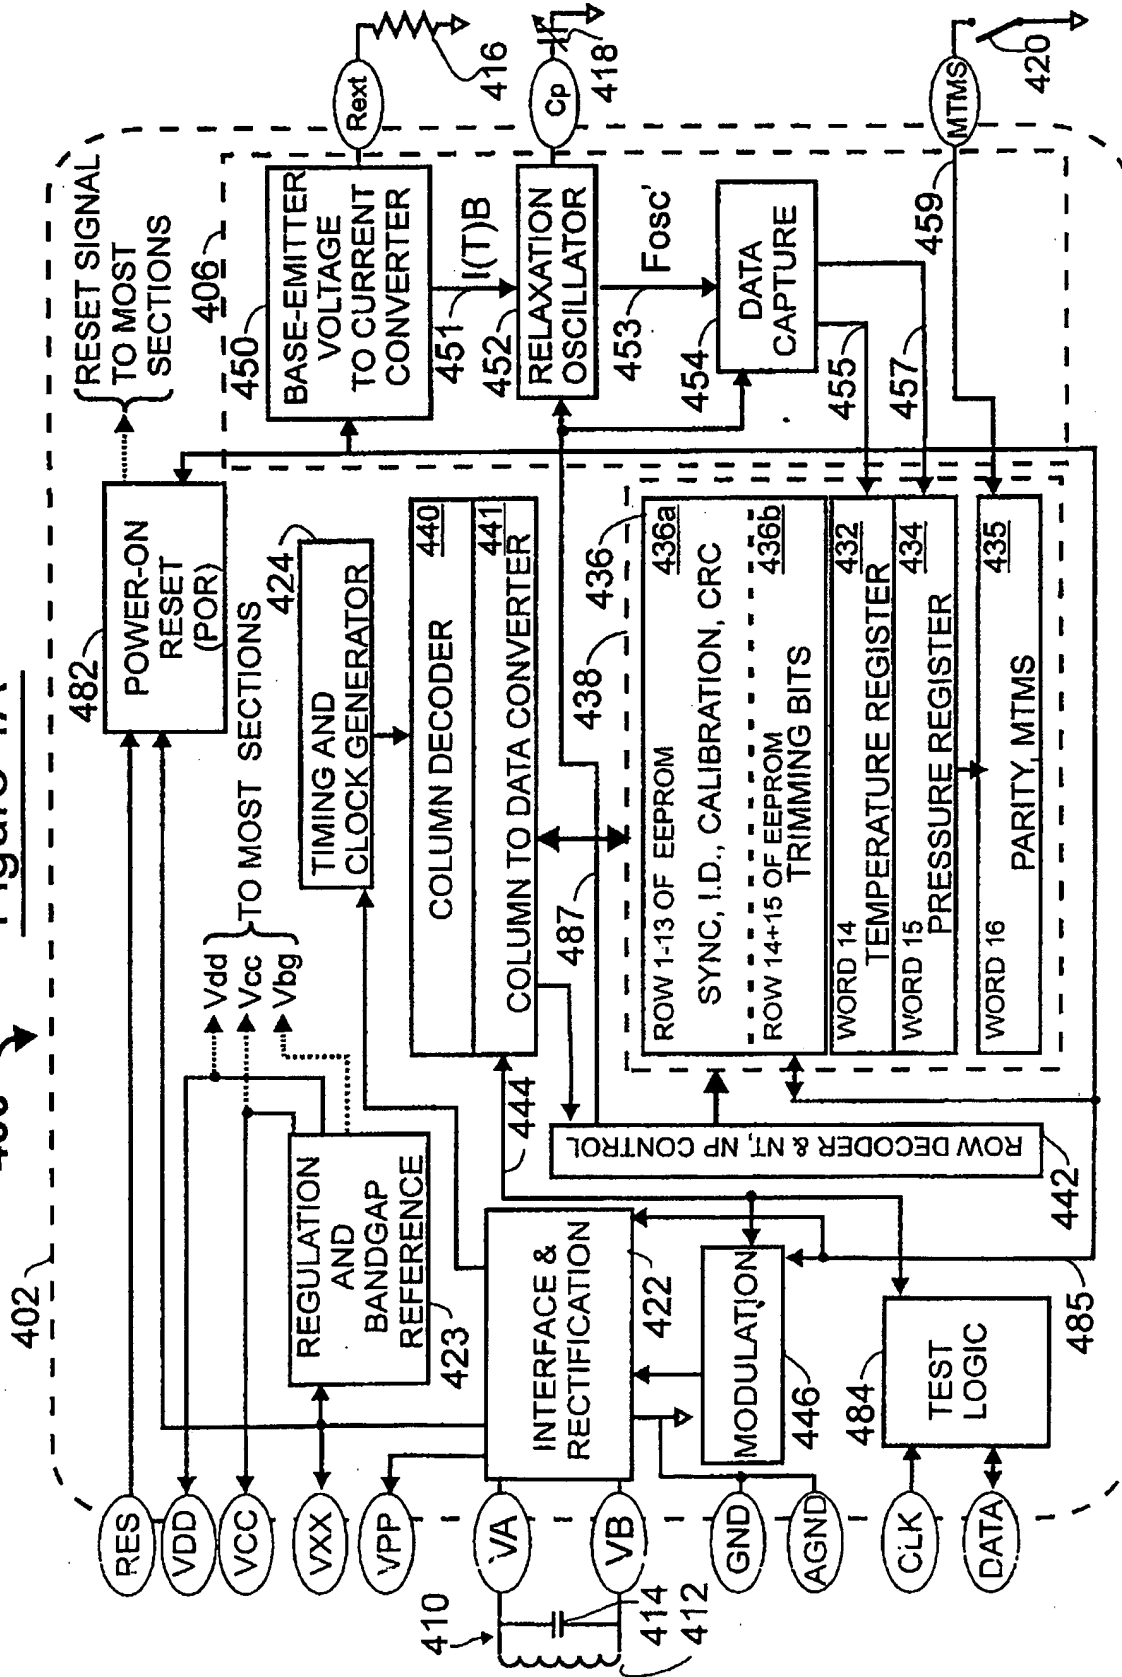 Figure 4A
400
402
RES
VDD
VCC
VXX
VPP
VA
VB
GND
AGND
CLK
DATA
410
414
412
482
POWER-ON
RESET
(POR)
RESET SIGNAL
TO MOST
SECTIONS
406
Vdd
Vcc
Vbg
TO MOST SECTIONS
REGULATION
AND
BANDGAP
REFERENCE
423
424
TIMING AND
CLOCK GENERATOR
COLUMN DECODER
440
COLUMN TO DATA CONVERTER
441
444
487
450
BASE-EMITTER
VOLTAGE
TO CURRENT
CONVERTER
Rext
416
451
I(T)B
452
RELAXATION
OSCILLATOR
Cp
418
453
Fosc'
454
DATA
CAPTURE
455
457
459
MTMS
420
INTERFACE &
RECTIFICATION
422
MODULATION
446
484
TEST
LOGIC
485
ROW DECODER & NT, NP CONTROL
442
438
436
ROW 1-13 OF EEPROM
436a
SYNC, I.D., CALIBRATION, CRC
ROW 14+15 OF EEPROM
436b
TRIMMING BITS
WORD 14
432
TEMPERATURE REGISTER
WORD 15
434
PRESSURE REGISTER
WORD 16
435
PARITY, MTMS